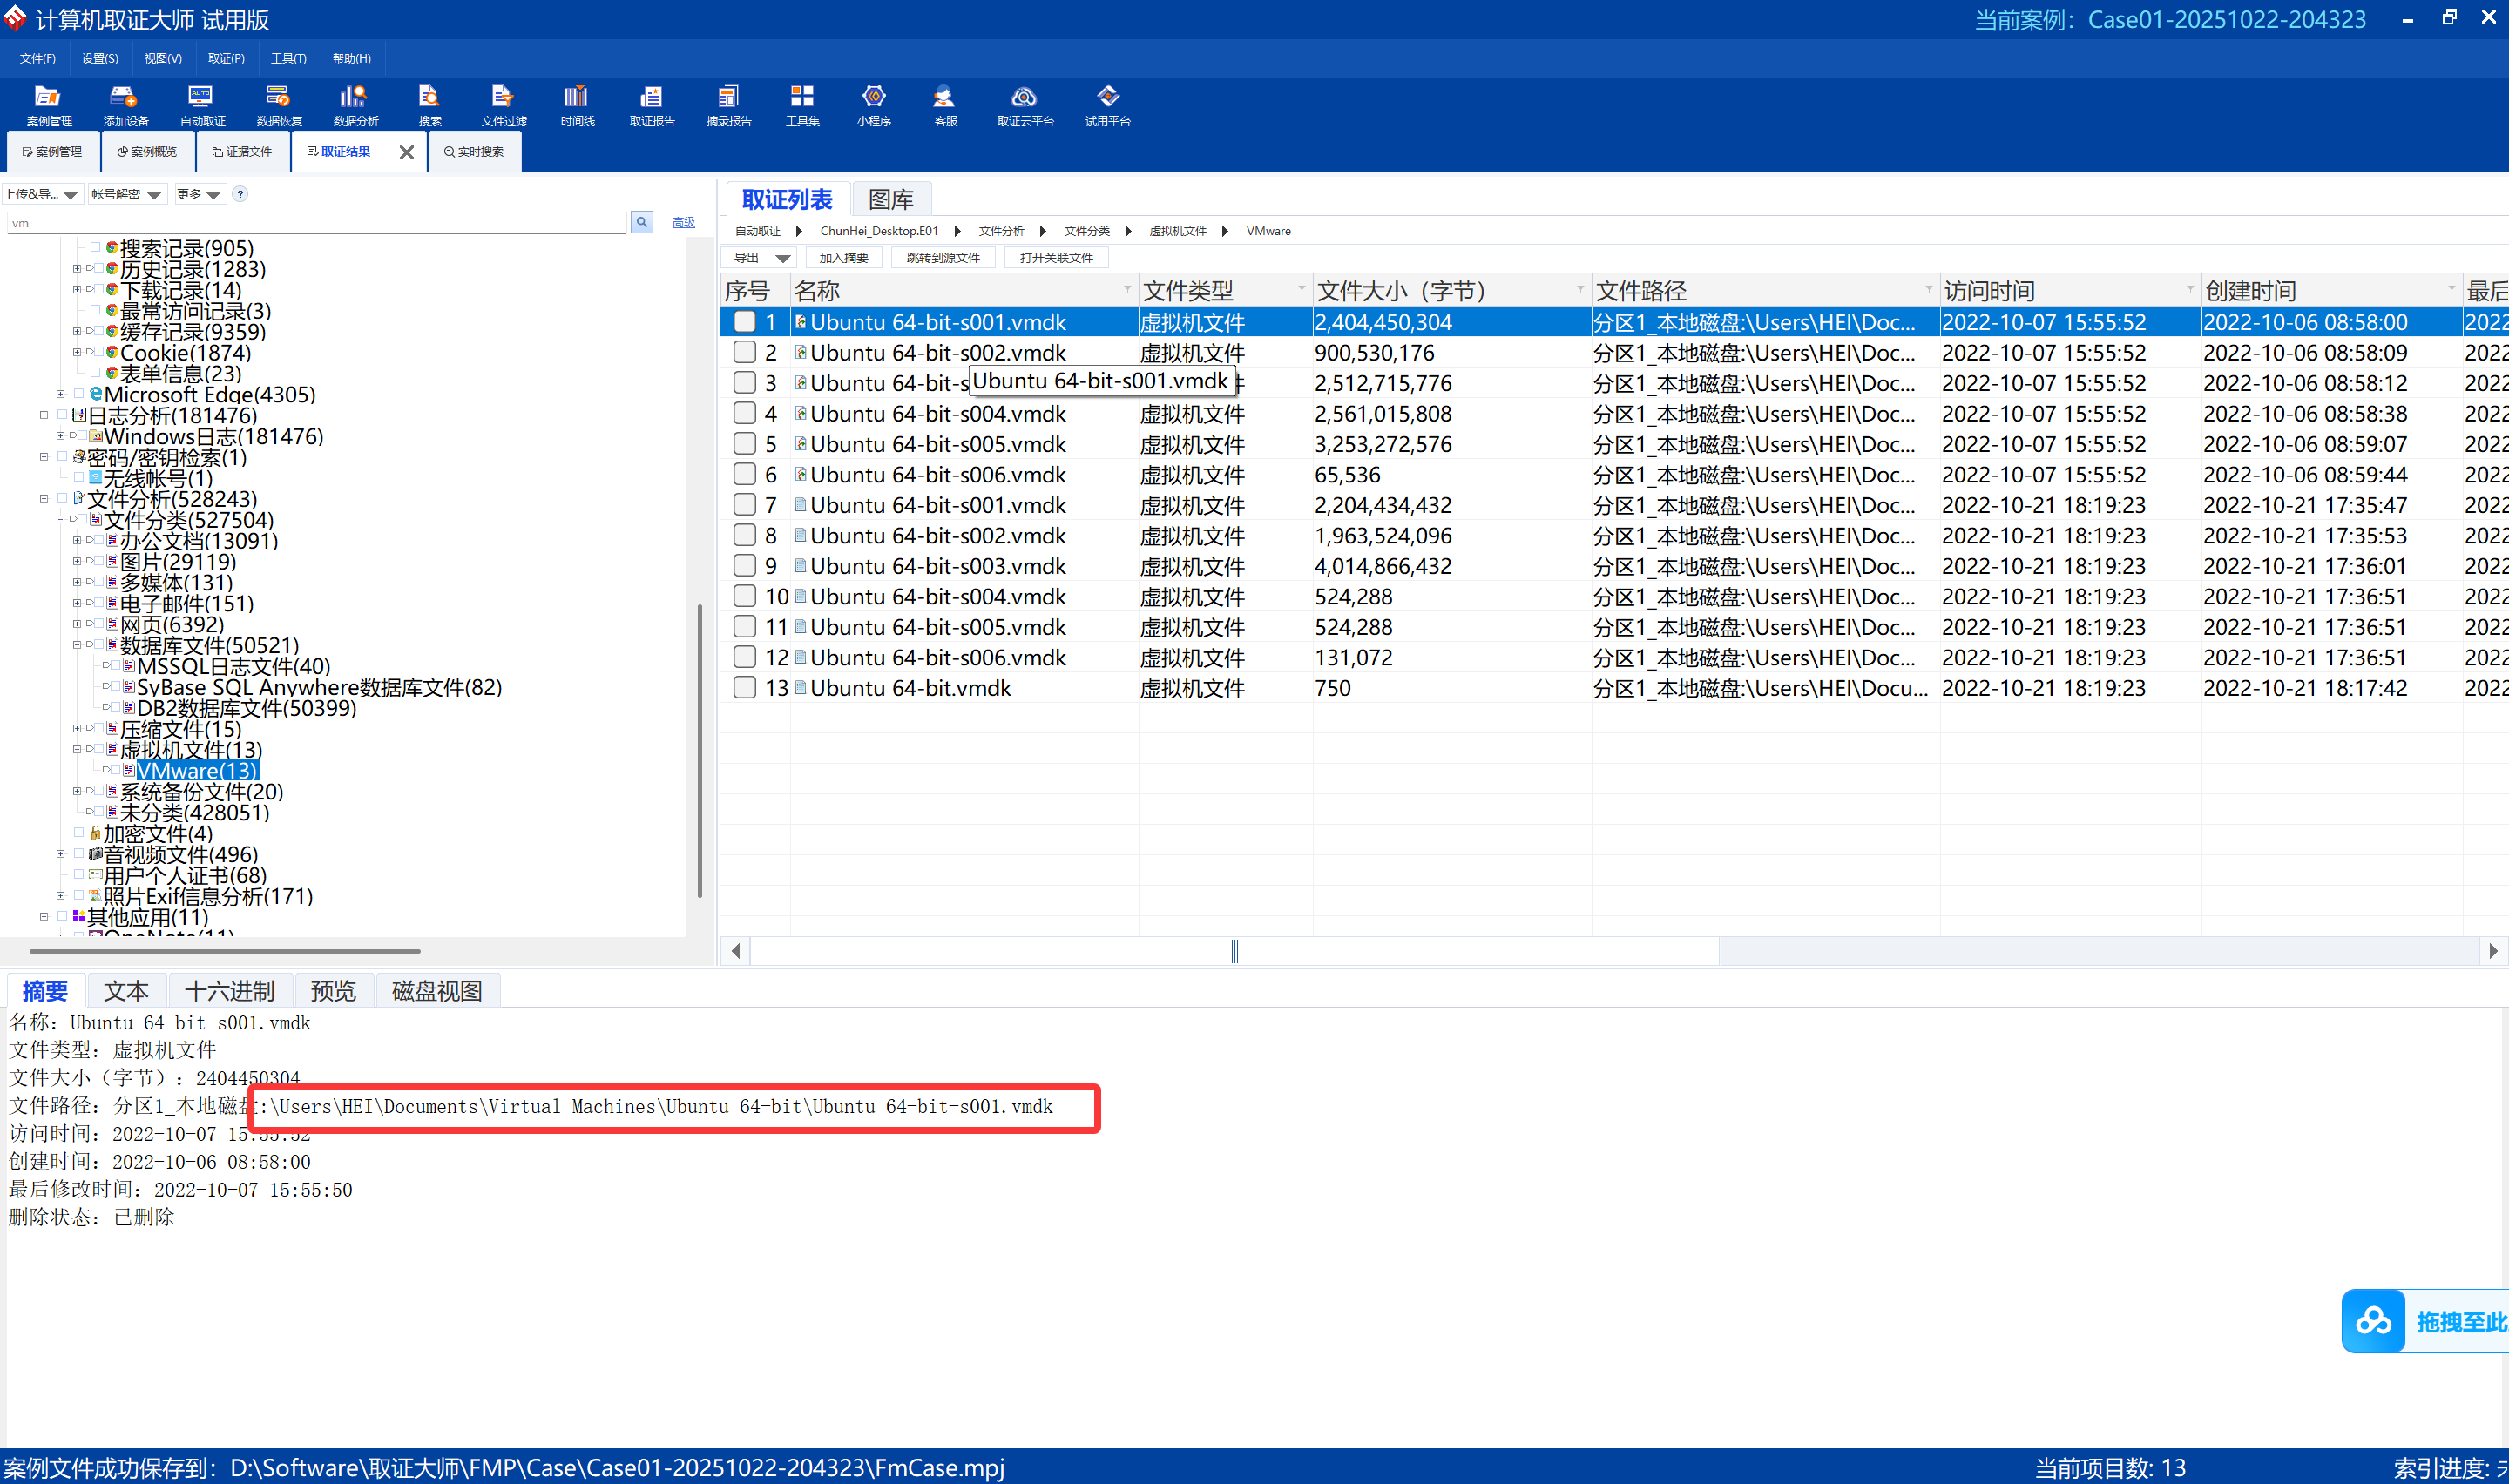 计算机取证大师 试用版
当前案例：Case01-20251022-204323
文件(F) 设置(S) 视图(V) 取证(P) 工具(T) 帮助(H)
案例管理 添加设备 自动取证 数据恢复 数据分析 搜索 文件过滤 时间线 取证报告 摘录报告 工具集 小程序 客服 取证云平台 试用平台
案例管理 案例概览 证据文件 取证结果 实时搜索
上传&导... 帐号解密 更多 ?
vm 高级
搜索记录(905)
历史记录(1283)
下载记录(14)
最常访问记录(3)
缓存记录(9359)
Cookie(1874)
表单信息(23)
Microsoft Edge(4305)
日志分析(181476)
Windows日志(181476)
密码/密钥检索(1)
无线帐号(1)
文件分析(528243)
文件分类(527504)
办公文档(13091)
图片(29119)
多媒体(131)
电子邮件(151)
网页(6392)
数据库文件(50521)
MSSQL日志文件(40)
SyBase SQL Anywhere数据库文件(82)
DB2数据库文件(50399)
压缩文件(15)
虚拟机文件(13)
VMware(13)
系统备份文件(20)
未分类(428051)
加密文件(4)
音视频文件(496)
用户个人证书(68)
照片Exif信息分析(171)
其他应用(11)
OneNote(11)
取证列表 图库
自动取证 ChunHei_Desktop.E01 文件分析 文件分类 虚拟机文件 VMware
导出 加入摘要 跳转到源文件 打开关联文件
序号 名称 文件类型 文件大小（字节） 文件路径 访问时间 创建时间 最后
1 Ubuntu 64-bit-s001.vmdk 虚拟机文件 2,404,450,304 分区1_本地磁盘:\Users\HEI\Doc... 2022-10-07 15:55:52 2022-10-06 08:58:00 2022
2 Ubuntu 64-bit-s002.vmdk 虚拟机文件 900,530,176 分区1_本地磁盘:\Users\HEI\Doc... 2022-10-07 15:55:52 2022-10-06 08:58:09 2022
3 Ubuntu 64-bit-s 2,512,715,776 分区1_本地磁盘:\Users\HEI\Doc... 2022-10-07 15:55:52 2022-10-06 08:58:12 2022
Ubuntu 64-bit-s001.vmdk
4 Ubuntu 64-bit-s004.vmdk 虚拟机文件 2,561,015,808 分区1_本地磁盘:\Users\HEI\Doc... 2022-10-07 15:55:52 2022-10-06 08:58:38 2022
5 Ubuntu 64-bit-s005.vmdk 虚拟机文件 3,253,272,576 分区1_本地磁盘:\Users\HEI\Doc... 2022-10-07 15:55:52 2022-10-06 08:59:07 2022
6 Ubuntu 64-bit-s006.vmdk 虚拟机文件 65,536 分区1_本地磁盘:\Users\HEI\Doc... 2022-10-07 15:55:52 2022-10-06 08:59:44 2022
7 Ubuntu 64-bit-s001.vmdk 虚拟机文件 2,204,434,432 分区1_本地磁盘:\Users\HEI\Doc... 2022-10-21 18:19:23 2022-10-21 17:35:47 2022
8 Ubuntu 64-bit-s002.vmdk 虚拟机文件 1,963,524,096 分区1_本地磁盘:\Users\HEI\Doc... 2022-10-21 18:19:23 2022-10-21 17:35:53 2022
9 Ubuntu 64-bit-s003.vmdk 虚拟机文件 4,014,866,432 分区1_本地磁盘:\Users\HEI\Doc... 2022-10-21 18:19:23 2022-10-21 17:36:01 2022
10 Ubuntu 64-bit-s004.vmdk 虚拟机文件 524,288 分区1_本地磁盘:\Users\HEI\Doc... 2022-10-21 18:19:23 2022-10-21 17:36:51 2022
11 Ubuntu 64-bit-s005.vmdk 虚拟机文件 524,288 分区1_本地磁盘:\Users\HEI\Doc... 2022-10-21 18:19:23 2022-10-21 17:36:51 2022
12 Ubuntu 64-bit-s006.vmdk 虚拟机文件 131,072 分区1_本地磁盘:\Users\HEI\Doc... 2022-10-21 18:19:23 2022-10-21 17:36:51 2022
13 Ubuntu 64-bit.vmdk 虚拟机文件 750 分区1_本地磁盘:\Users\HEI\Docu... 2022-10-21 18:19:23 2022-10-21 18:17:42 2022
摘要 文本 十六进制 预览 磁盘视图
名称：Ubuntu 64-bit-s001.vmdk
文件类型：虚拟机文件
文件大小（字节）：2404450304
文件路径：分区1_本地磁盘:\Users\HEI\Documents\Virtual Machines\Ubuntu 64-bit\Ubuntu 64-bit-s001.vmdk
访问时间：2022-10-07 15:55:52
创建时间：2022-10-06 08:58:00
最后修改时间：2022-10-07 15:55:50
删除状态：已删除
拖拽至此
案例文件成功保存到：D:\Software\取证大师\FMP\Case\Case01-20251022-204323\FmCase.mpj
当前项目数: 13
索引进度: